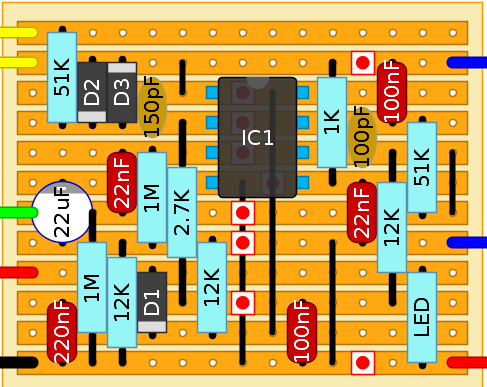 51K
D2
D3
150pF
IC1
1K
100nF
100pF
51K
22uF
22nF
1M
2.7K
22nF
12K
1M
12K
D1
12K
220nF
100nF
LED